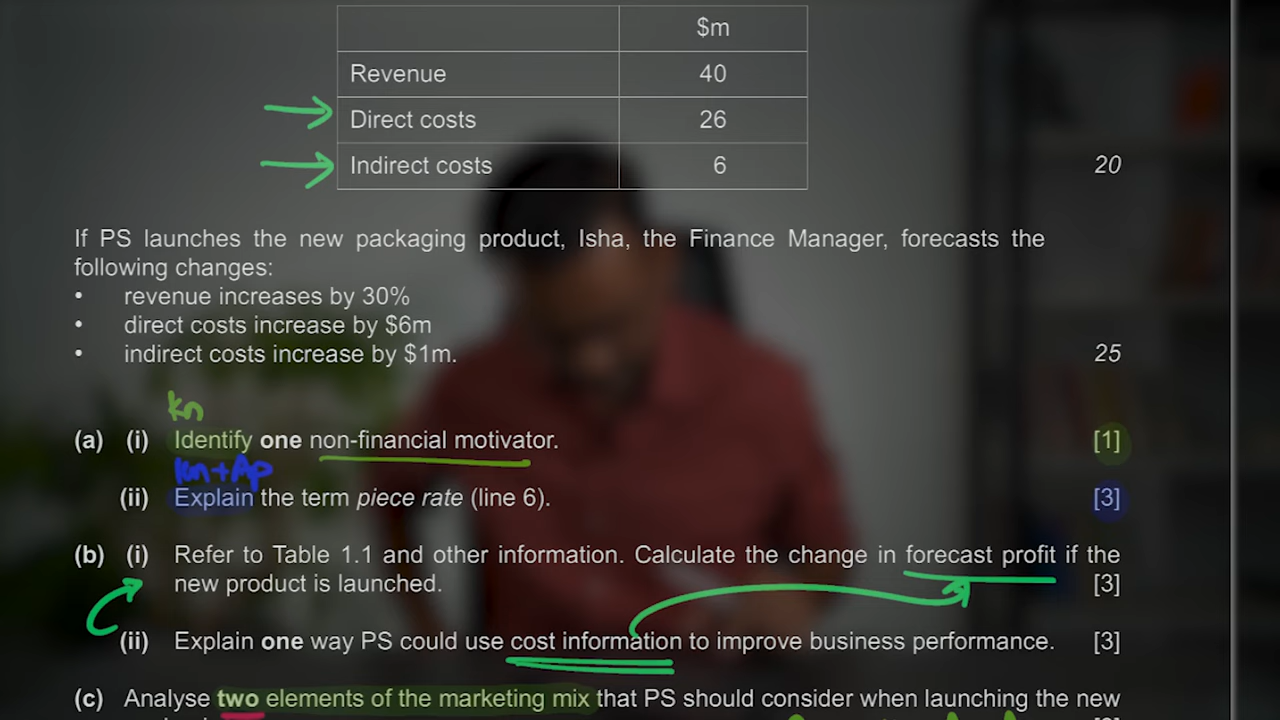 $m
Revenue 40
Direct costs 26
Indirect costs 6 20
If PS launches the new packaging product, Isha, the Finance Manager, forecasts the
following changes:
• revenue increases by 30%
• direct costs increase by $6m
• indirect costs increase by $1m. 25
kn
(a) (i) Identify one non-financial motivator. [1]
Kn+Ap
(ii) Explain the term piece rate (line 6). [3]
(b) (i) Refer to Table 1.1 and other information. Calculate the change in forecast profit if the
new product is launched. [3]
(ii) Explain one way PS could use cost information to improve business performance. [3]
(c) Analyse two elements of the marketing mix that PS should consider when launching the new